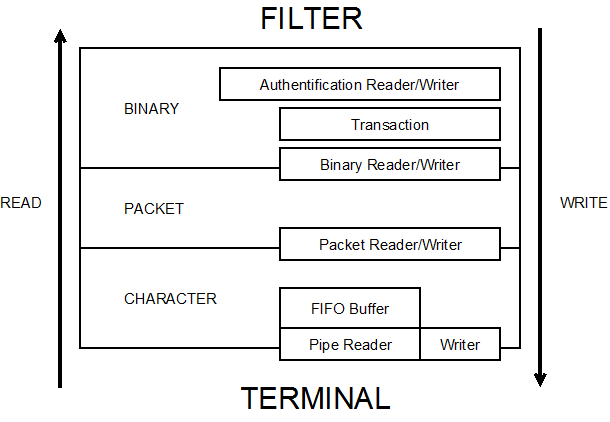 FILTER
Authentification Reader/Writer
BINARY
Transaction
Binary Reader/Writer
READ
PACKET
WRITE
Packet Reader/Writer
CHARACTER
FIFO Buffer
Pipe Reader
Writer
TERMINAL